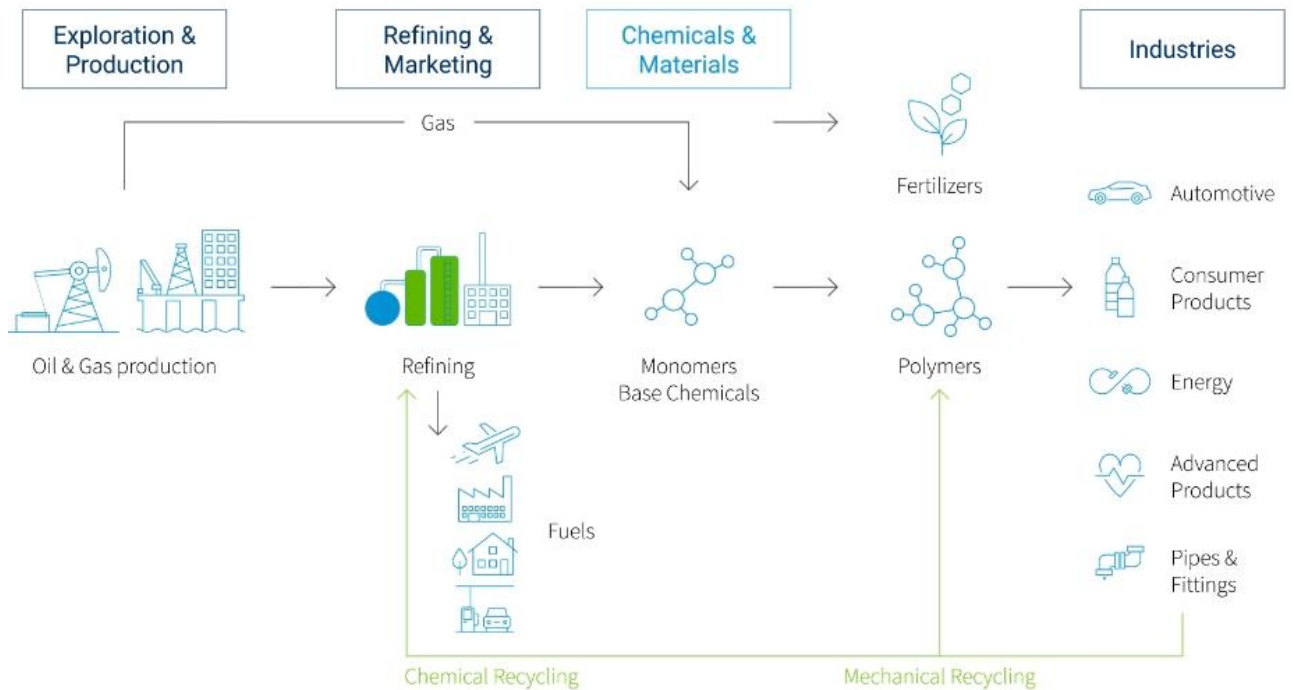 Exploration &
Production
Refining &
Marketing
Chemicals &
Materials
Industries
Gas
Fertilizers
Automotive
Consumer
Products
Oil & Gas production
Refining
Monomers
Base Chemicals
Polymers
Energy
Advanced
Products
Fuels
Pipes &
Fittings
Chemical Recycling
Mechanical Recycling